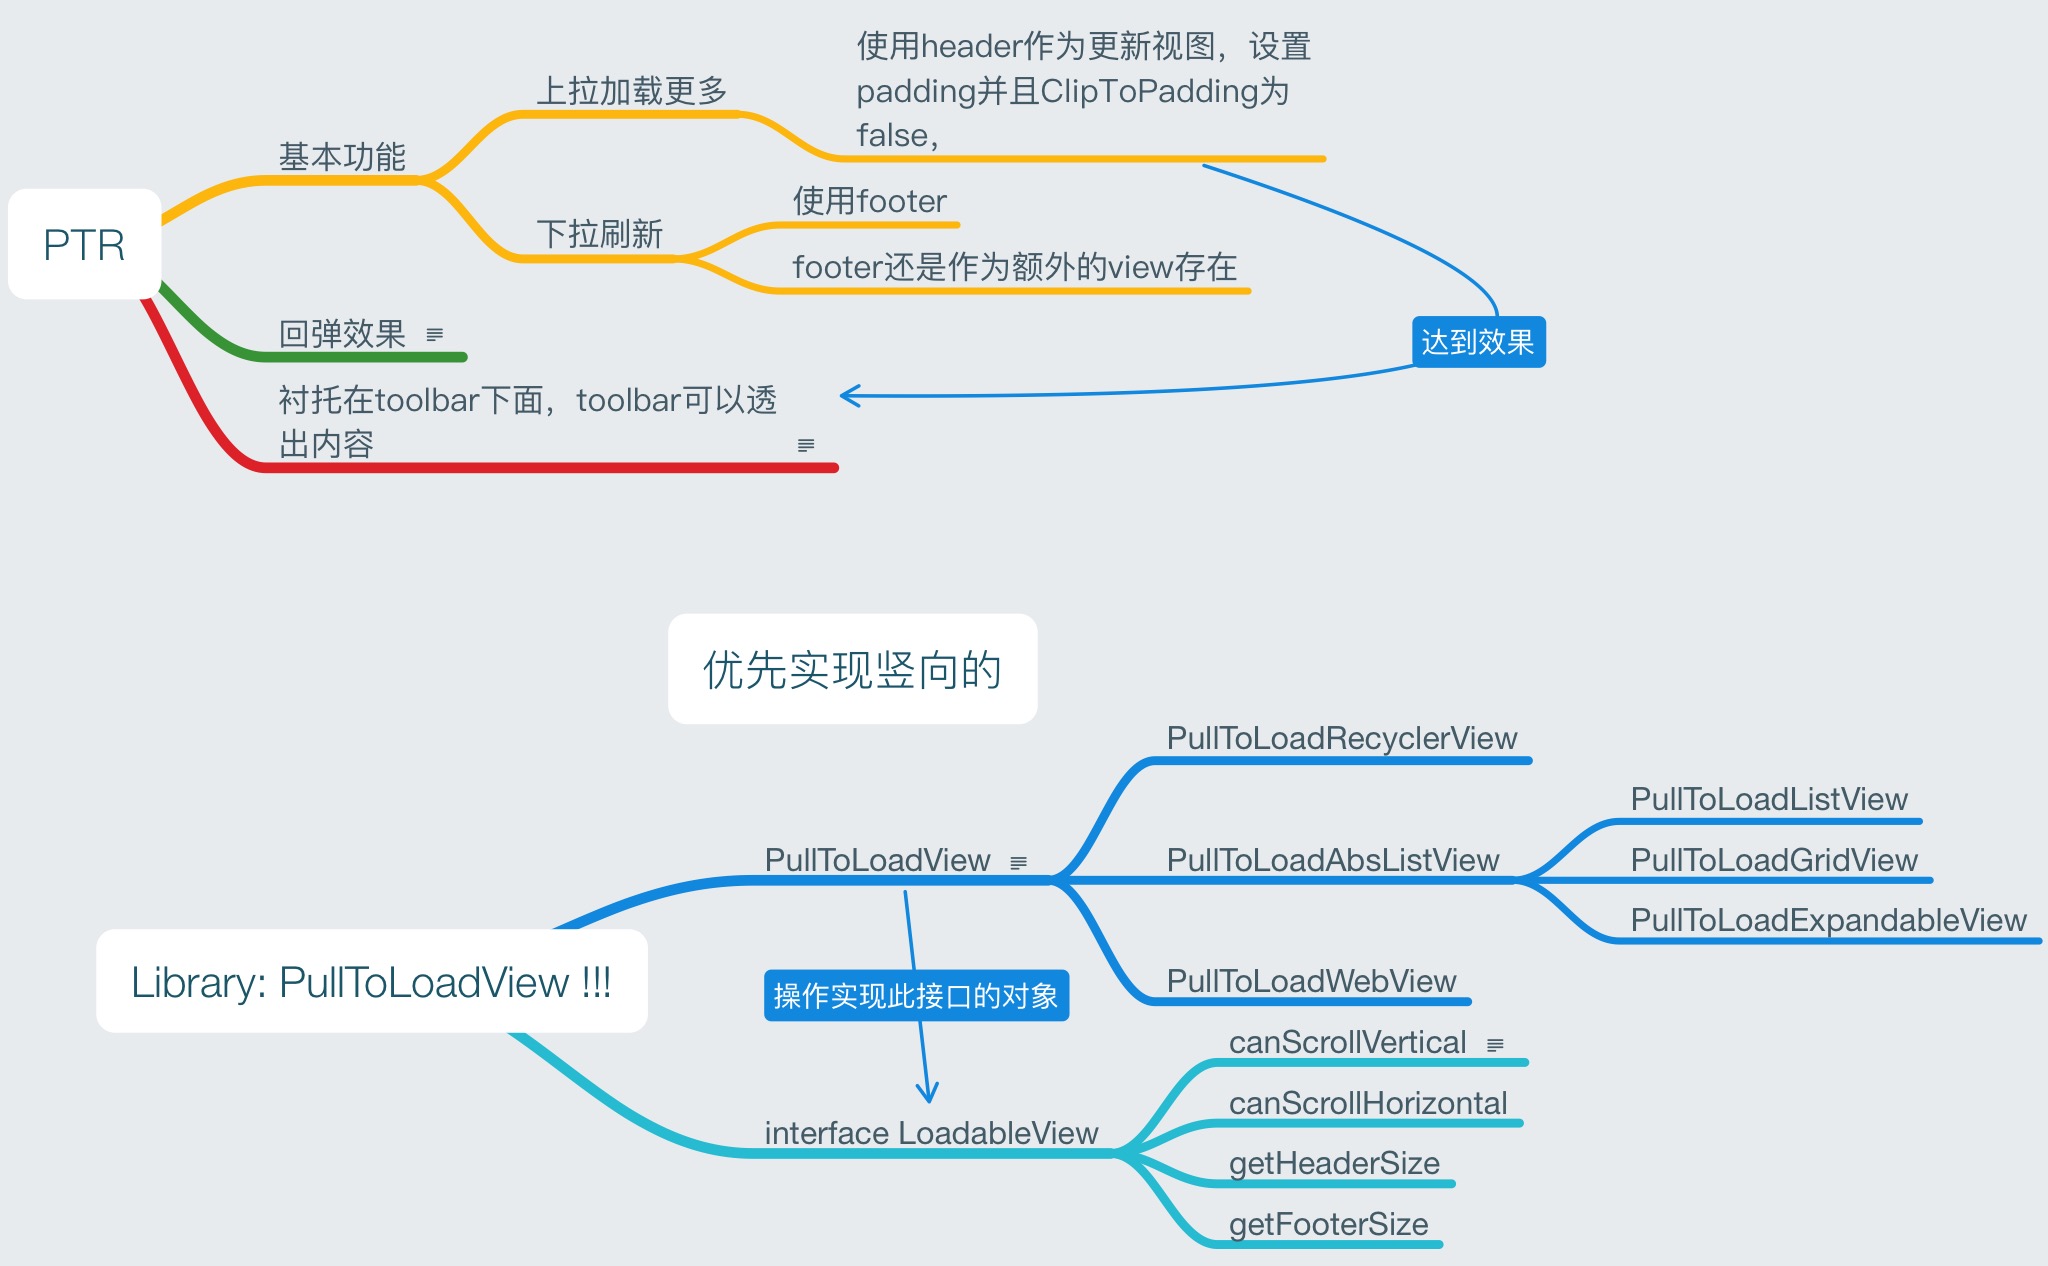 PTR
基本功能
上拉加载更多
使用header作为更新视图，设置
padding并且ClipToPadding为
false，
下拉刷新
使用footer
footer还是作为额外的view存在
回弹效果
衬托在toolbar下面，toolbar可以透
出内容
达到效果
优先实现竖向的
Library: PullToLoadView !!!
PullToLoadView
PullToLoadRecyclerView
PullToLoadAbsListView
PullToLoadListView
PullToLoadGridView
PullToLoadExpandableView
PullToLoadWebView
操作实现此接口的对象
interface LoadableView
canScrollVertical
canScrollHorizontal
getHeaderSize
getFooterSize